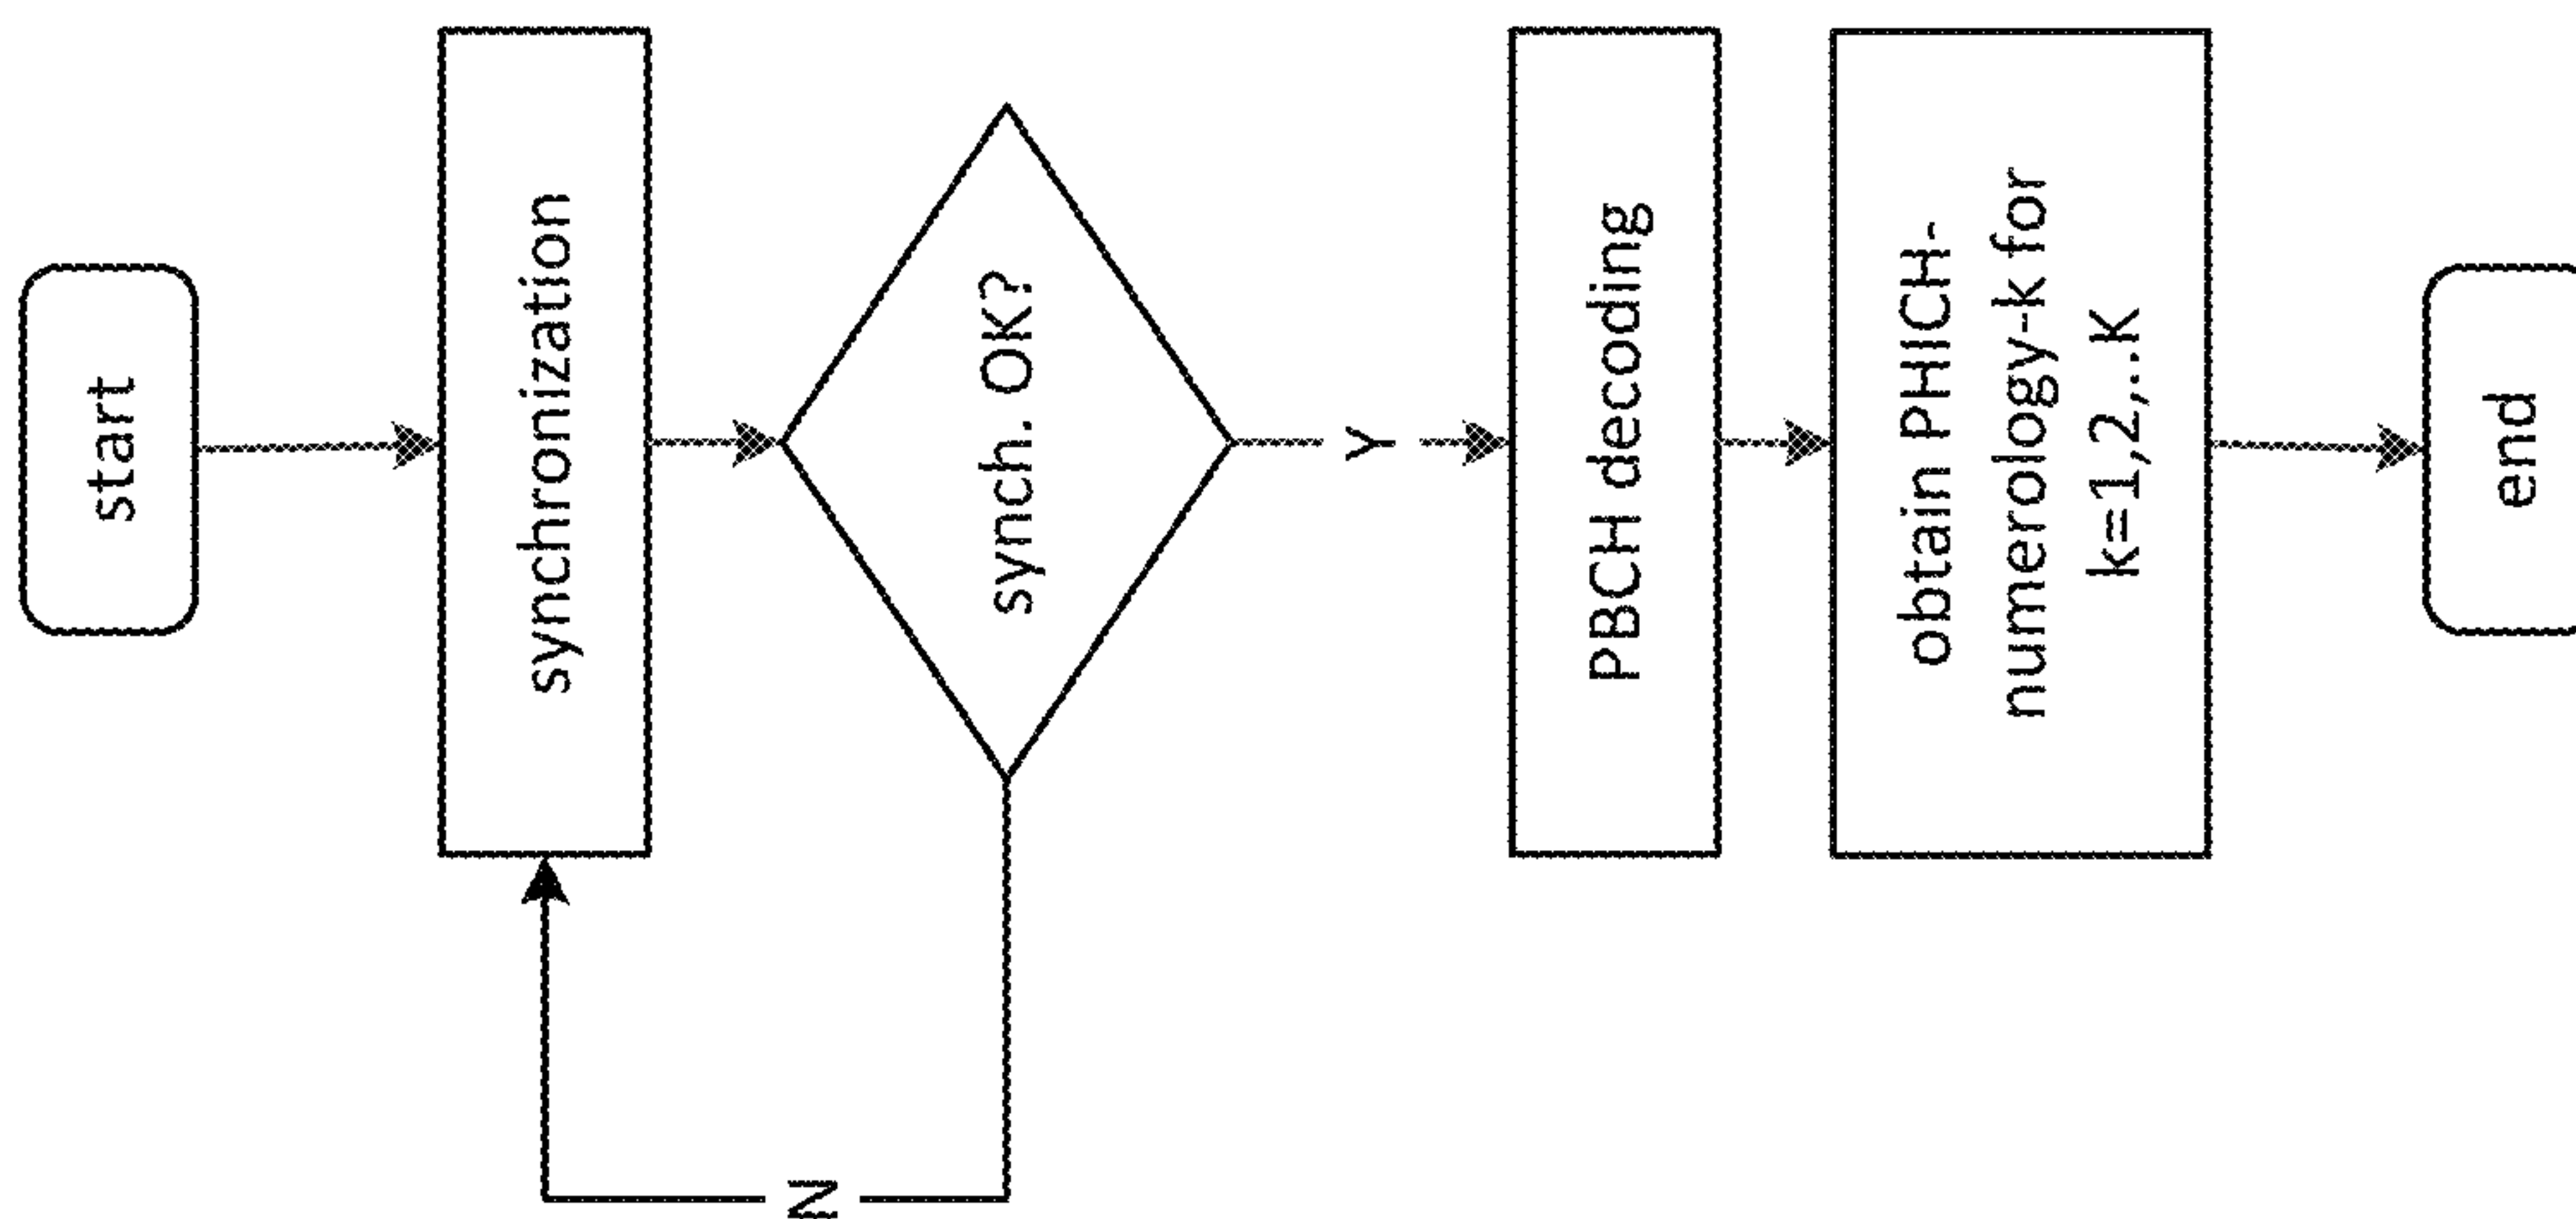 start
synchronization
synch. OK?
N
Y
PBCH decoding
obtain PHICH-
numerology-k for
k=1,2,..K
end